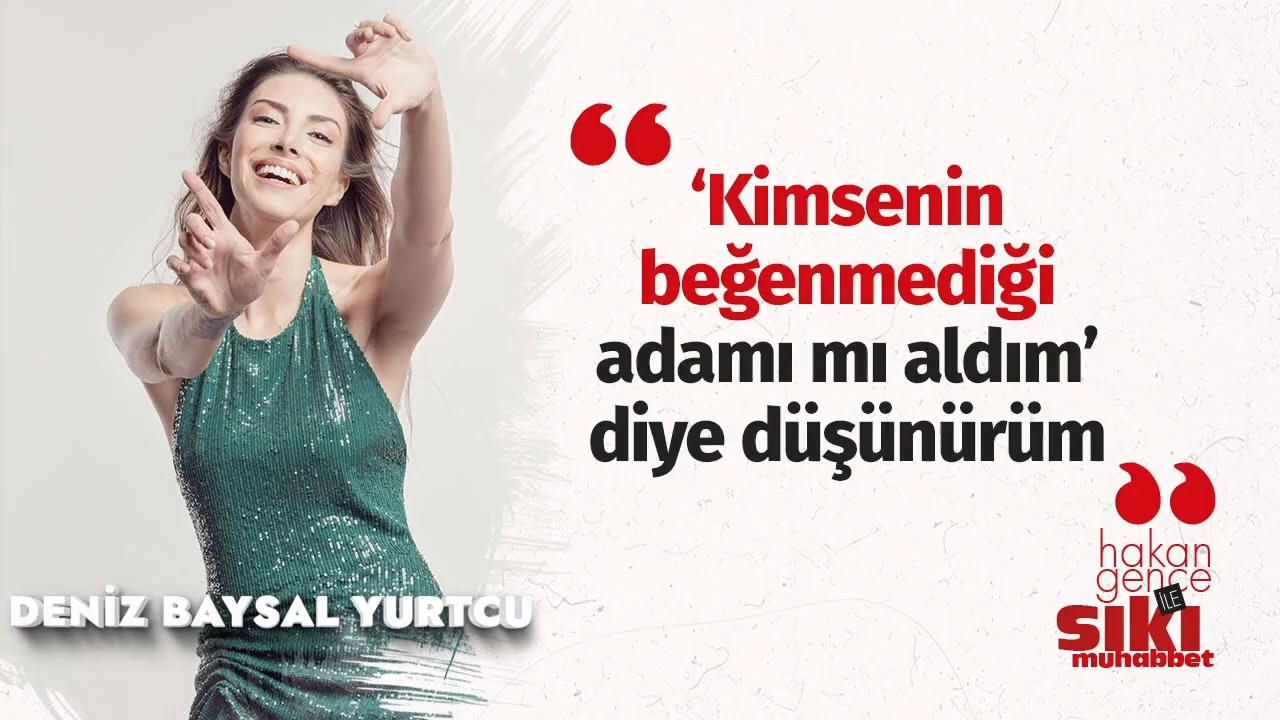 ‘Kimsenin
beğenmediği
adamı mı aldım’
diye düşünürüm
DENİZ BAYSAL YURTCU
hakan
gence
İLE
SIKI
muhabbet